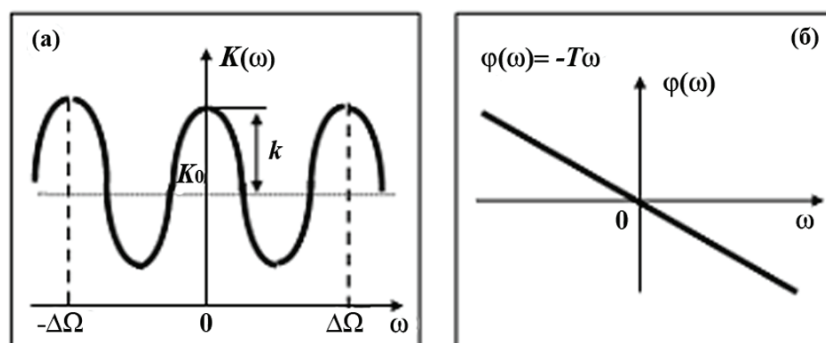 (а)
K(ω)
K₀
k
-ΔΩ 0 ΔΩ ω
(б)
φ(ω)= -Tω
φ(ω)
0 ω